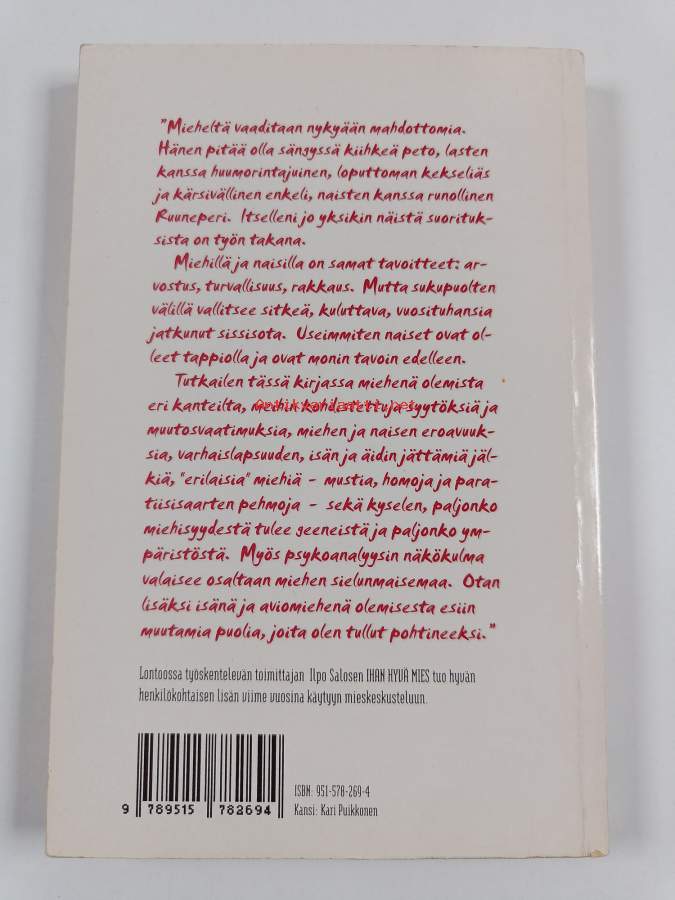 "Mieheltä vaaditaan nykyään mahdottomia.
Hänen pitää olla sängyssä kiihkeä peto, lasten
kanssa huumorintajuinen, loputtoman kekseliäs
ja kärsivällinen enkeli, naisten kanssa runollinen
Ruuneperi. Itselleni jo yksikin näistä suorituk-
sista on työn takana.
Miehillä ja naisilla on samat tavoitteet: ar-
vostus, turvallisuus, rakkaus. Mutta sukupuolten
välillä vallitsee sitkeä, kuluttava, vuosituhansia
jatkunut sissisota. Useimmiten naiset ovat ol-
leet tappiolla ja ovat monin tavoin edelleen.
Tutkailen tässä kirjassa miehenä olemista
eri kanteilta, meihin kohdistettuja syytöksiä ja
muutosvaatimuksia, miehen ja naisen eroavuuk-
sia, varhaislapsuuden, isän ja äidin jättämiä jäl-
kiä, "erilaisia" miehiä - mustia, homoja ja para-
tiisisaarten pehmoja - sekä kyselen, paljonko
miehisyydestä tulee geeneistä ja paljonko ym-
päristöstä. Myös psykoanalyysin näkökulma
valaisee osaltaan miehen sielunmaisemaa. Otan
lisäksi isänä ja aviomiehenä olemisesta esiin
muutamia puolia, joita olen tullut pohtineeksi."
Lontoossa työskentelevän toimittajan Ilpo Salosen IHAN HYVÄ MIES tuo hyvän
henkilökohtaisen lisän viime vuosina käytyyn mieskeskusteluun.
ISBN: 951-578-269-4
Kansi: Kari Puikkonen
9 789515 782694